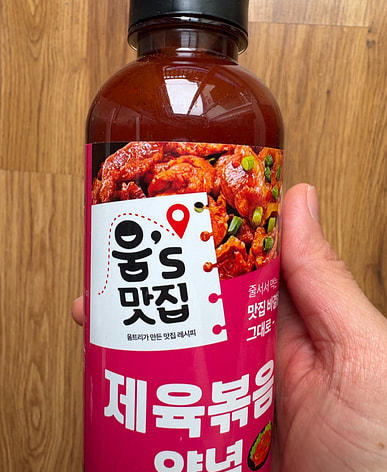 움's
맛집
움트리가 만든 맛집 레시피
줄서서 먹는
맛집
그대로~
제육볶음
양념